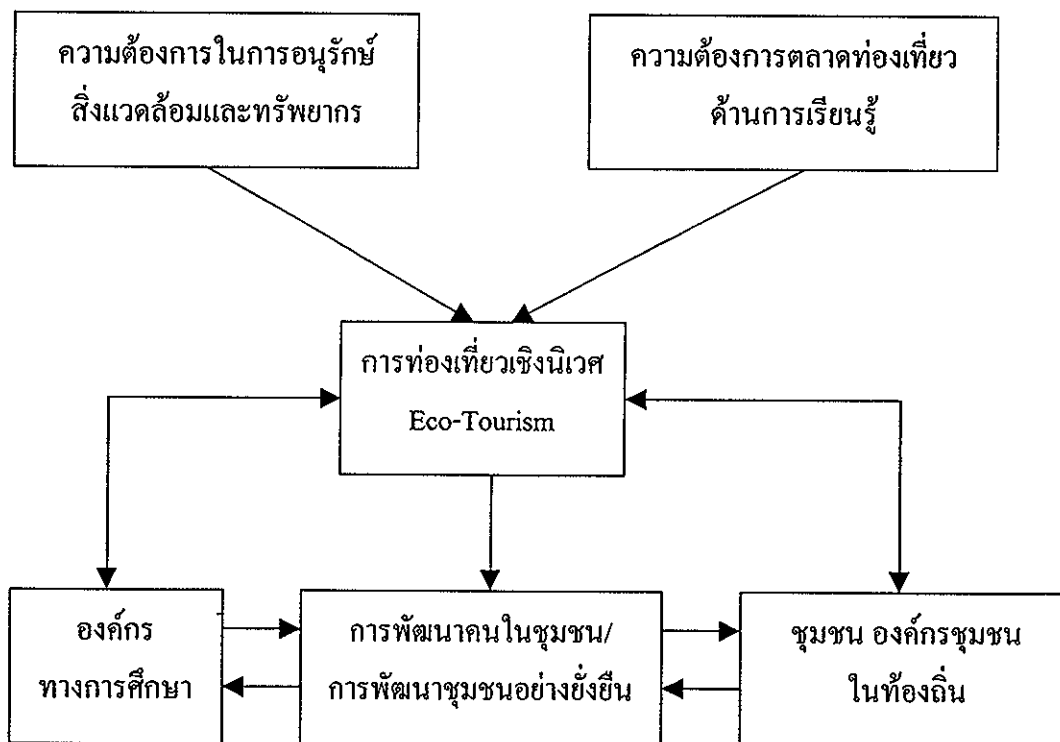 ความต้องการในการอนุรักษ์
สิ่งแวดล้อมและทรัพยากร
ความต้องการตลาดท่องเที่ยว
ด้านการเรียนรู้
การท่องเที่ยวเชิงนิเวศ
Eco-Tourism
องค์กร
ทางการศึกษา
การพัฒนาคนในชุมชน/
การพัฒนาชุมชนอย่างยั่งยืน
ชุมชน องค์กรชุมชน
ในท้องถิ่น